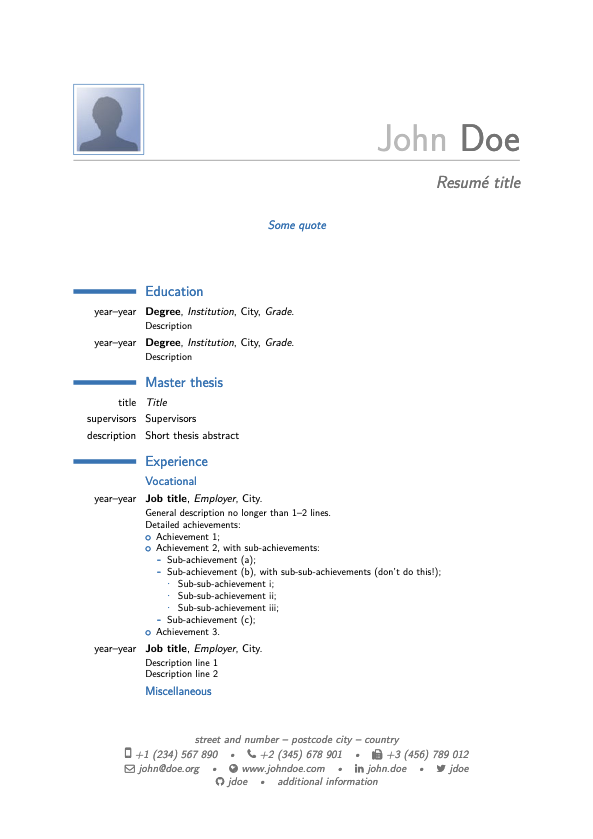 John Doe
Resumé title
Some quote
Education
year–year Degree, Institution, City, Grade.
Description
year–year Degree, Institution, City, Grade.
Description
Master thesis
title Title
supervisors Supervisors
description Short thesis abstract
Experience
Vocational
year–year Job title, Employer, City.
General description no longer than 1–2 lines.
Detailed achievements:
Achievement 1;
Achievement 2, with sub-achievements:
- Sub-achievement (a);
- Sub-achievement (b), with sub-sub-achievements (don't do this!);
· Sub-sub-achievement i;
· Sub-sub-achievement ii;
· Sub-sub-achievement iii;
- Sub-achievement (c);
Achievement 3.
year–year Job title, Employer, City.
Description line 1
Description line 2
Miscellaneous
street and number – postcode city – country
+1 (234) 567 890 • +2 (345) 678 901 • +3 (456) 789 012
john@doe.org • www.johndoe.com • john.doe • jdoe
jdoe • additional information